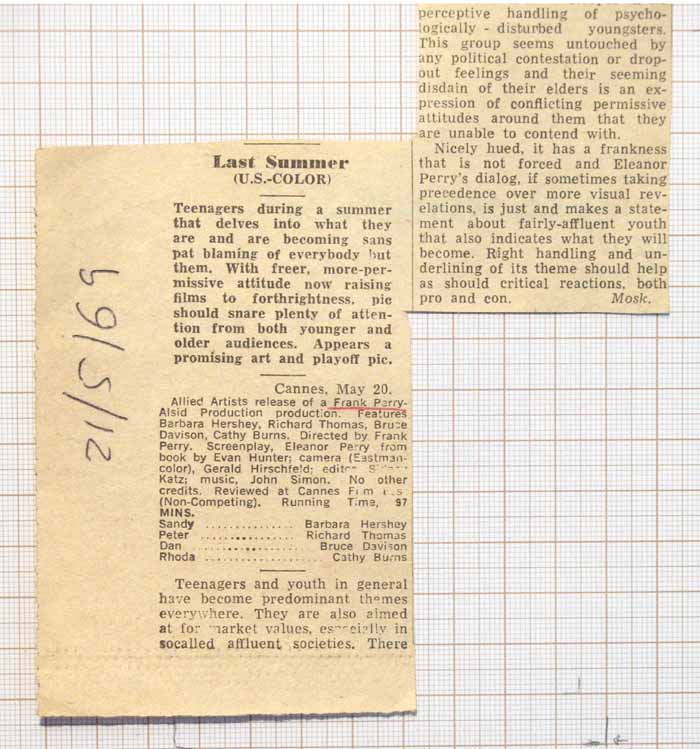 21/5/69
Last Summer
(U.S.-COLOR)
Teenagers during a summer
that delves into what they
are and are becoming sans
pat blaming of everybody but
them. With freer, more-per-
missive attitude now raising
films to forthrightness, pic
should snare plenty of atten-
tion from both younger and
older audiences. Appears a
promising art and playoff pic.
Cannes, May 20.
Allied Artists release of a Frank Perry-
Alsid Production production. Features
Barbara Hershey, Richard Thomas, Bruce
Davison, Cathy Burns. Directed by Frank
Perry. Screenplay, Eleanor Perry from
book by Evan Hunter; camera (Eastman-
color), Gerald Hirschfeld; editor
Katz; music, John Simon. No other
credits. Reviewed at Cannes Film
(Non-Competing). Running Time, 97
MINS.
Sandy ............... Barbara Hershey
Peter ............... Richard Thomas
Dan ............... Bruce Davison
Rhoda ................... Cathy Burns
Teenagers and youth in general
have become predominant themes
everywhere. They are also aimed
at for market values, especially in
socalled affluent societies. There
perceptive handling of psycho-
logically - disturbed youngsters.
This group seems untouched by
any political contestation or drop-
out feelings and their seeming
disdain of their elders is an ex-
pression of conflicting permissive
attitudes around them that they
are unable to contend with.
Nicely hued, it has a frankness
that is not forced and Eleanor
Perry's dialog, if sometimes taking
precedence over more visual rev-
elations, is just and makes a state-
ment about fairly-affluent youth
that also indicates what they will
become. Right handling and un-
derlining of its theme should help
as should critical reactions, both
pro and con. Mosk.